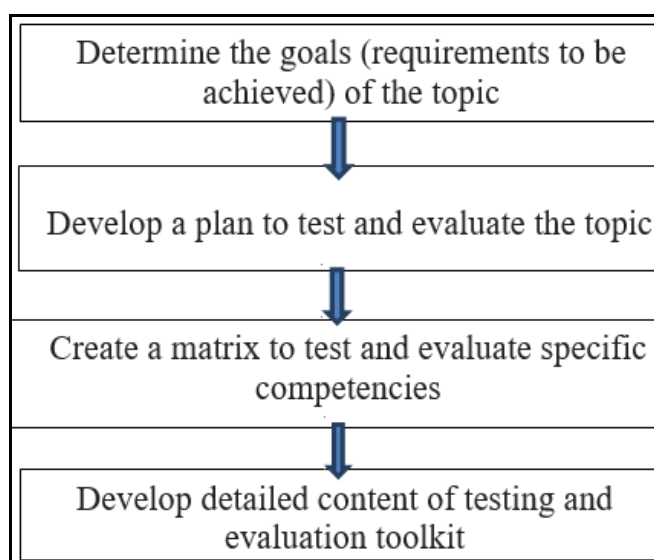 Determine the goals (requirements to be
achieved) of the topic
Develop a plan to test and evaluate the topic
Create a matrix to test and evaluate specific
competencies
Develop detailed content of testing and
evaluation toolkit